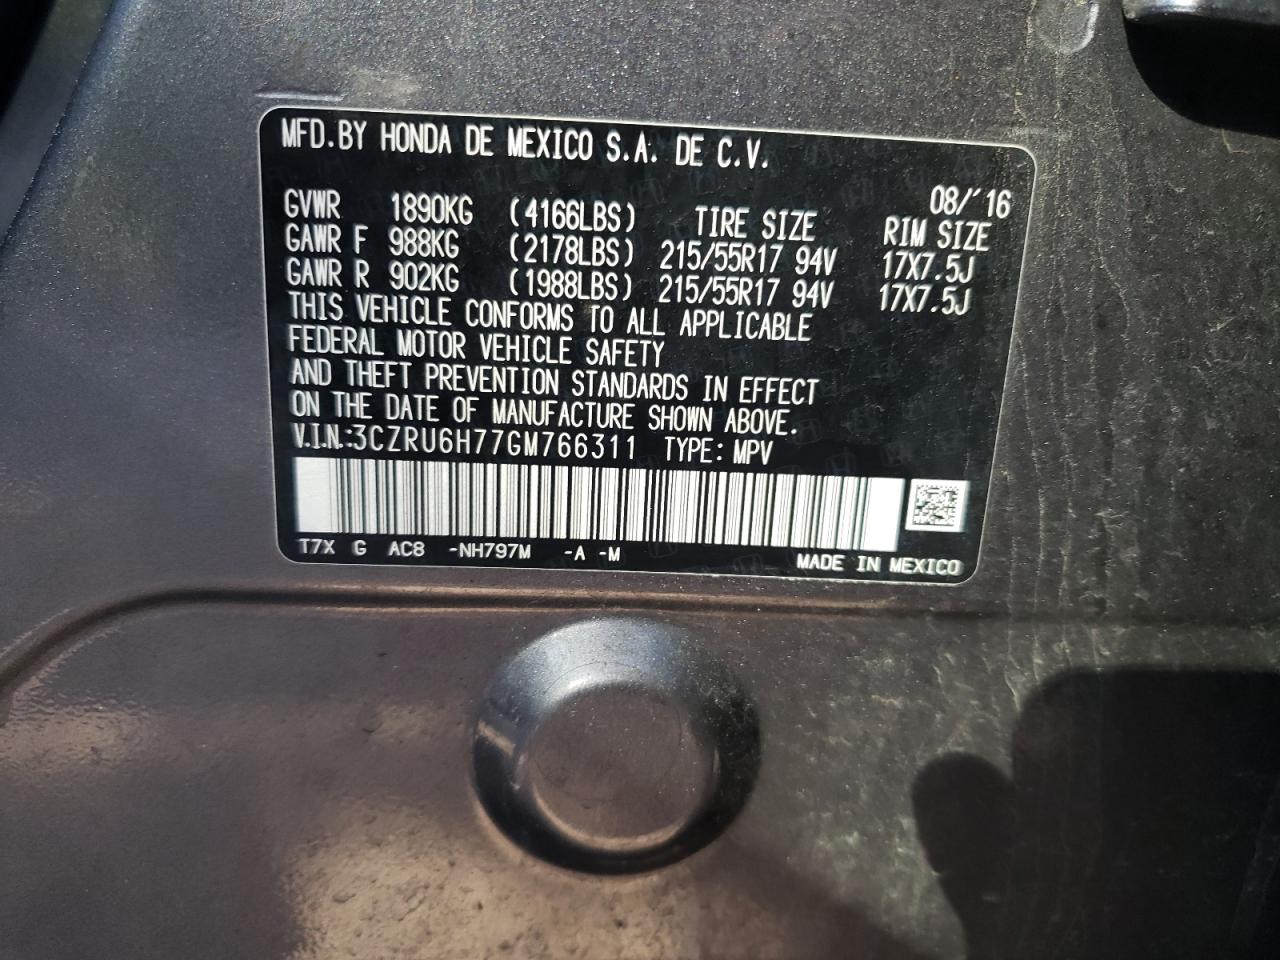 MFD.BY HONDA DE MEXICO S.A. DE C.V.
08/'16
GVWR 1890KG (4166LBS) TIRE SIZE RIM SIZE
GAWR F 988KG (2178LBS) 215/55R17 94V 17X7.5J
GAWR R 902KG (1988LBS) 215/55R17 94V 17X7.5J
THIS VEHICLE CONFORMS TO ALL APPLICABLE
FEDERAL MOTOR VEHICLE SAFETY
AND THEFT PREVENTION STANDARDS IN EFFECT
ON THE DATE OF MANUFACTURE SHOWN ABOVE.
V.I.N.:3CZRU6H77GM766311 TYPE: MPV
T7X G AC8 -NH797M -A -M
MADE IN MEXICO